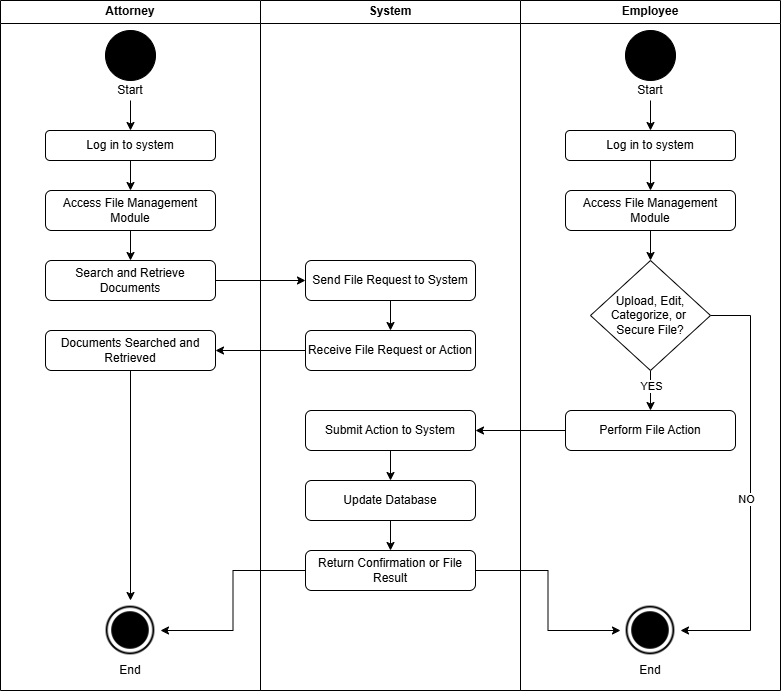 Attorney
System
Employee
Start
Start
Log in to system
Log in to system
Access File Management
Module
Access File Management
Module
Search and Retrieve
Documents
Send File Request to System
Upload, Edit,
Categorize, or
Secure File?
Documents Searched and
Retrieved
Receive File Request or Action
YES
Submit Action to System
Perform File Action
Update Database
NO
Return Confirmation or File
Result
End
End